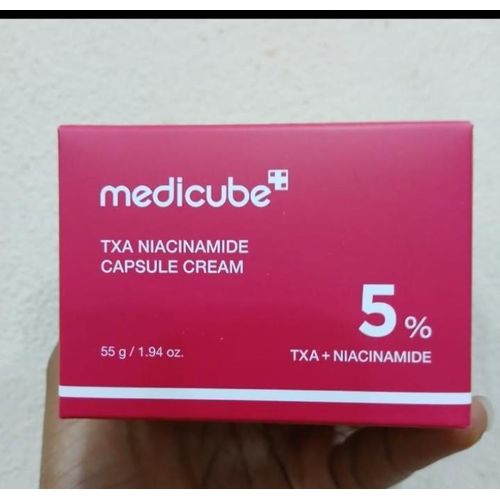 medicube
TXA NIACINAMIDE
CAPSULE CREAM
5%
55 g / 1.94 oz.
TXA + NIACINAMIDE